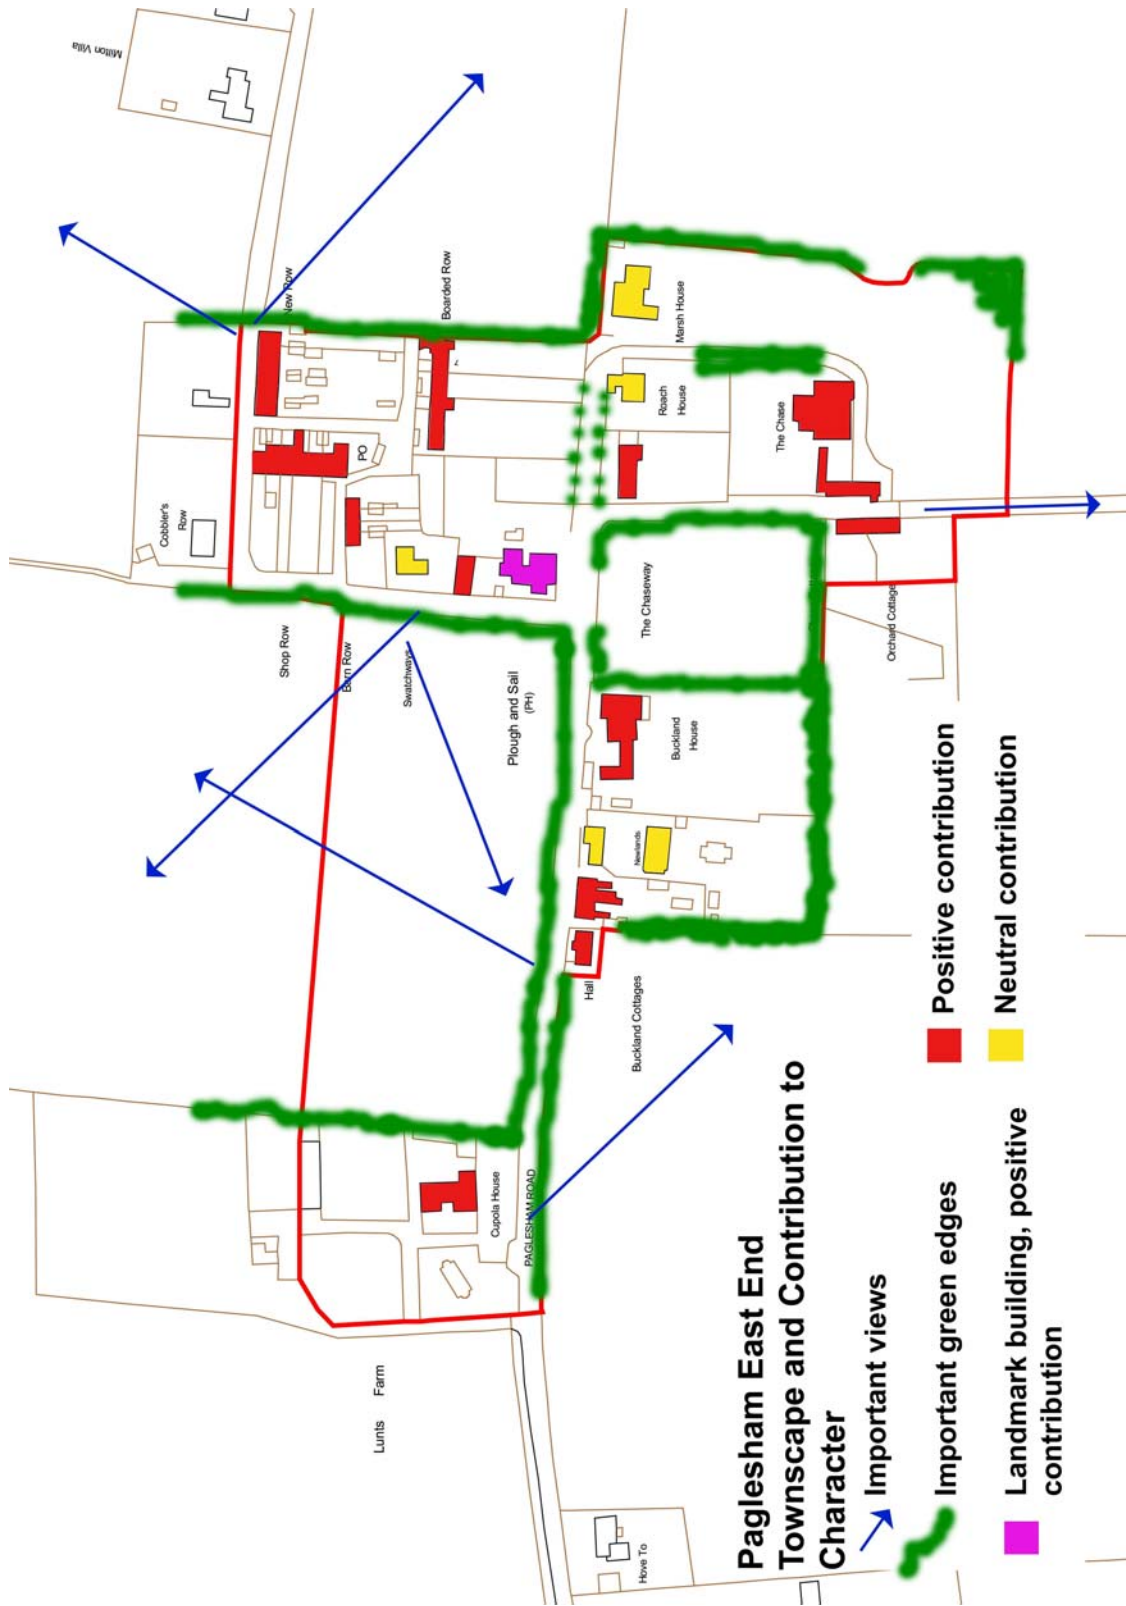 Milton Villa
New Row
Boarded Row
Cobbler's
Row
PO
7
Marsh House
Roach
House
The Chase
Shop Row
Barn Row
Swatchways
Plough and Sail
(PH)
The Chaseway
Orchard Cottage
Buckland
House
Newlands
Hall
Buckland Cottages
Cupola House
PAGLESHAM ROAD
Lunts Farm
Hove To
Paglesham East End
Townscape and Contribution to
Character
Important views
Important green edges
Landmark building, positive
contribution
Positive contribution
Neutral contribution